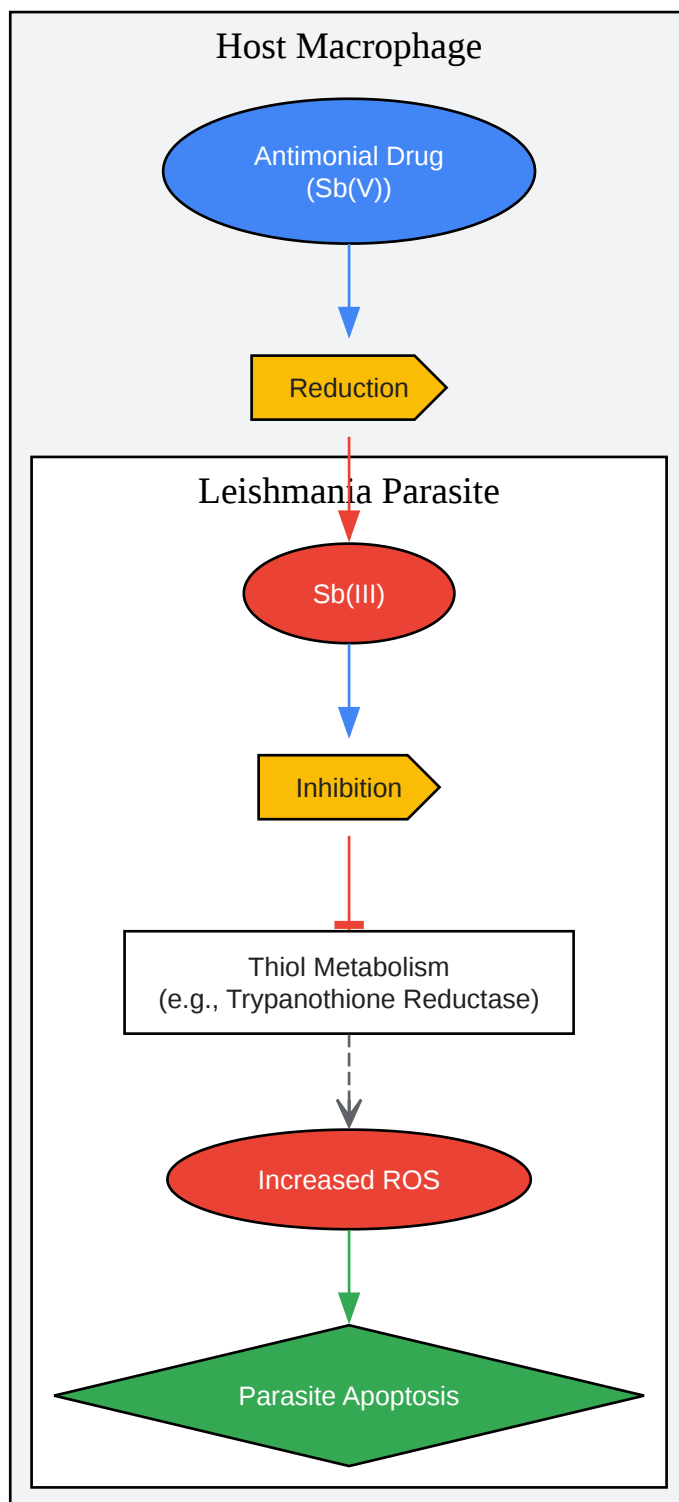 Host Macrophage
Antimonial Drug
(Sb(V))
Reduction
Leishmania Parasite
Sb(III)
Inhibition
Thiol Metabolism
(e.g., Trypanothione Reductase)
Increased ROS
Parasite Apoptosis